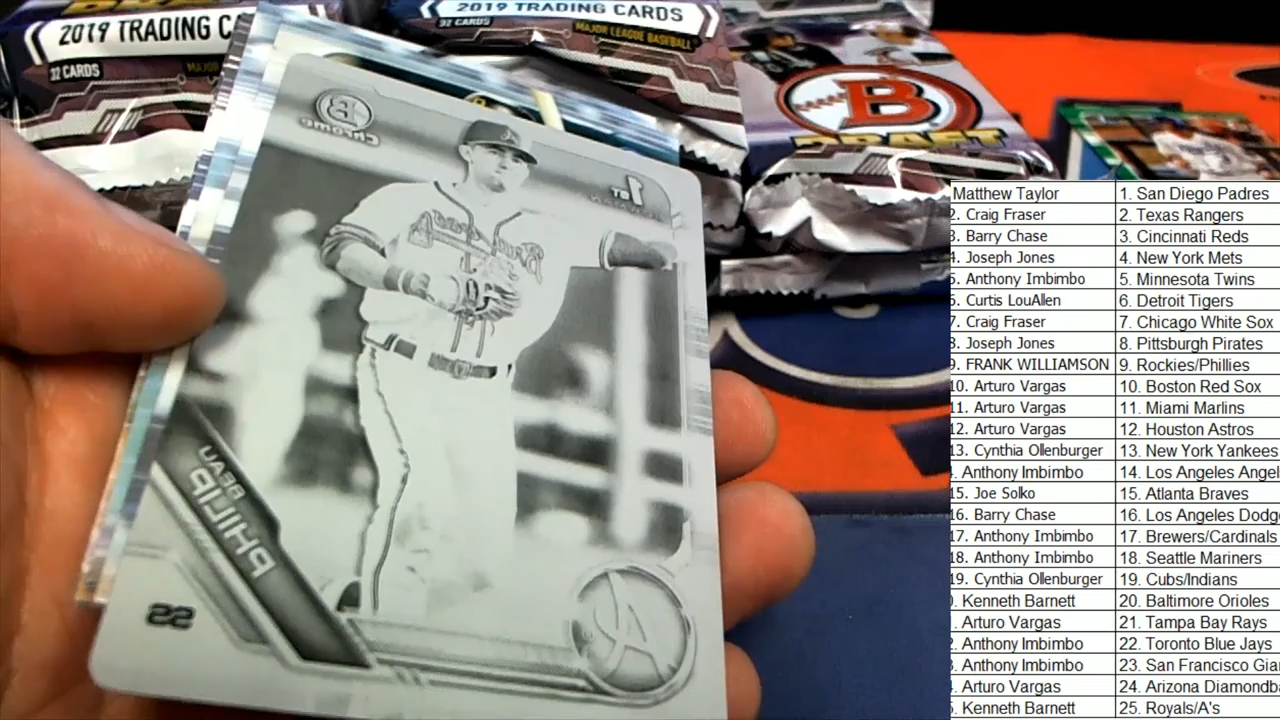 2019 TRADING CARDS
32 CARDS
2019 TRADING CARDS
32 CARDS
MAJOR LEAGUE BASEBALL
B
DRAFT
B
chrome
1ST
Braves
BEAU
PHILIP
SS
A
Matthew Taylor 1. San Diego Padres
2. Craig Fraser 2. Texas Rangers
3. Barry Chase 3. Cincinnati Reds
4. Joseph Jones 4. New York Mets
5. Anthony Imbimbo 5. Minnesota Twins
6. Curtis LouAllen 6. Detroit Tigers
7. Craig Fraser 7. Chicago White Sox
8. Joseph Jones 8. Pittsburgh Pirates
9. FRANK WILLIAMSON 9. Rockies/Phillies
10. Arturo Vargas 10. Boston Red Sox
11. Arturo Vargas 11. Miami Marlins
12. Arturo Vargas 12. Houston Astros
13. Cynthia Ollenburger 13. New York Yankees
. Anthony Imbimbo 14. Los Angeles Angel
15. Joe Solko 15. Atlanta Braves
16. Barry Chase 16. Los Angeles Dodg
17. Anthony Imbimbo 17. Brewers/Cardinals
18. Anthony Imbimbo 18. Seattle Mariners
19. Cynthia Ollenburger 19. Cubs/Indians
. Kenneth Barnett 20. Baltimore Orioles
. Arturo Vargas 21. Tampa Bay Rays
. Anthony Imbimbo 22. Toronto Blue Jays
. Anthony Imbimbo 23. San Francisco Gia
. Arturo Vargas 24. Arizona Diamondb
. Kenneth Barnett 25. Royals/A's